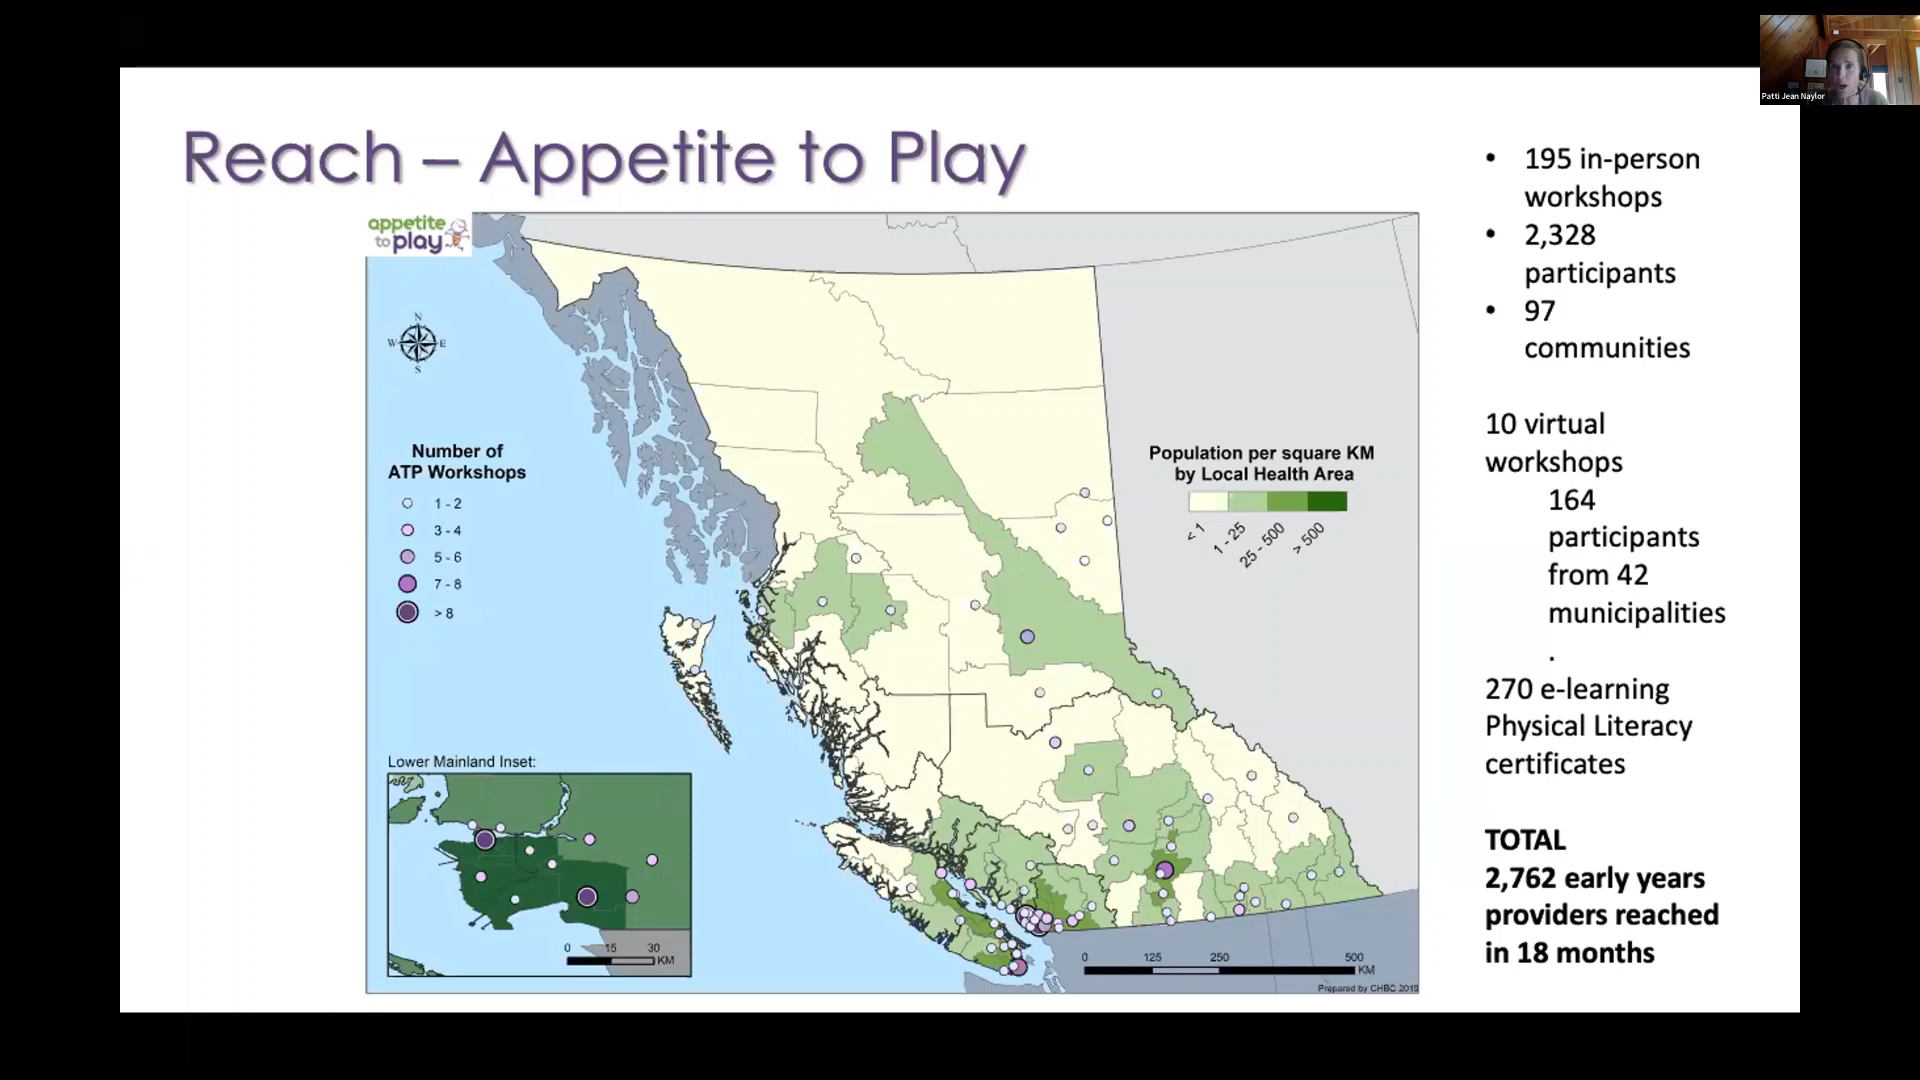 Patti Jean Naylor
Reach – Appetite to Play
appetite
to play
N
W E
S
Number of
ATP Workshops
1 - 2
3 - 4
5 - 6
7 - 8
> 8
Population per square KM
by Local Health Area
< 1
1 - 25
25 - 500
> 500
Lower Mainland Inset:
0 15 30
KM
0 125 250 500
KM
Prepared by CHBC 2019
• 195 in-person
workshops
• 2,328
participants
• 97
communities
10 virtual
workshops
164
participants
from 42
municipalities
.
270 e-learning
Physical Literacy
certificates
TOTAL
2,762 early years
providers reached
in 18 months